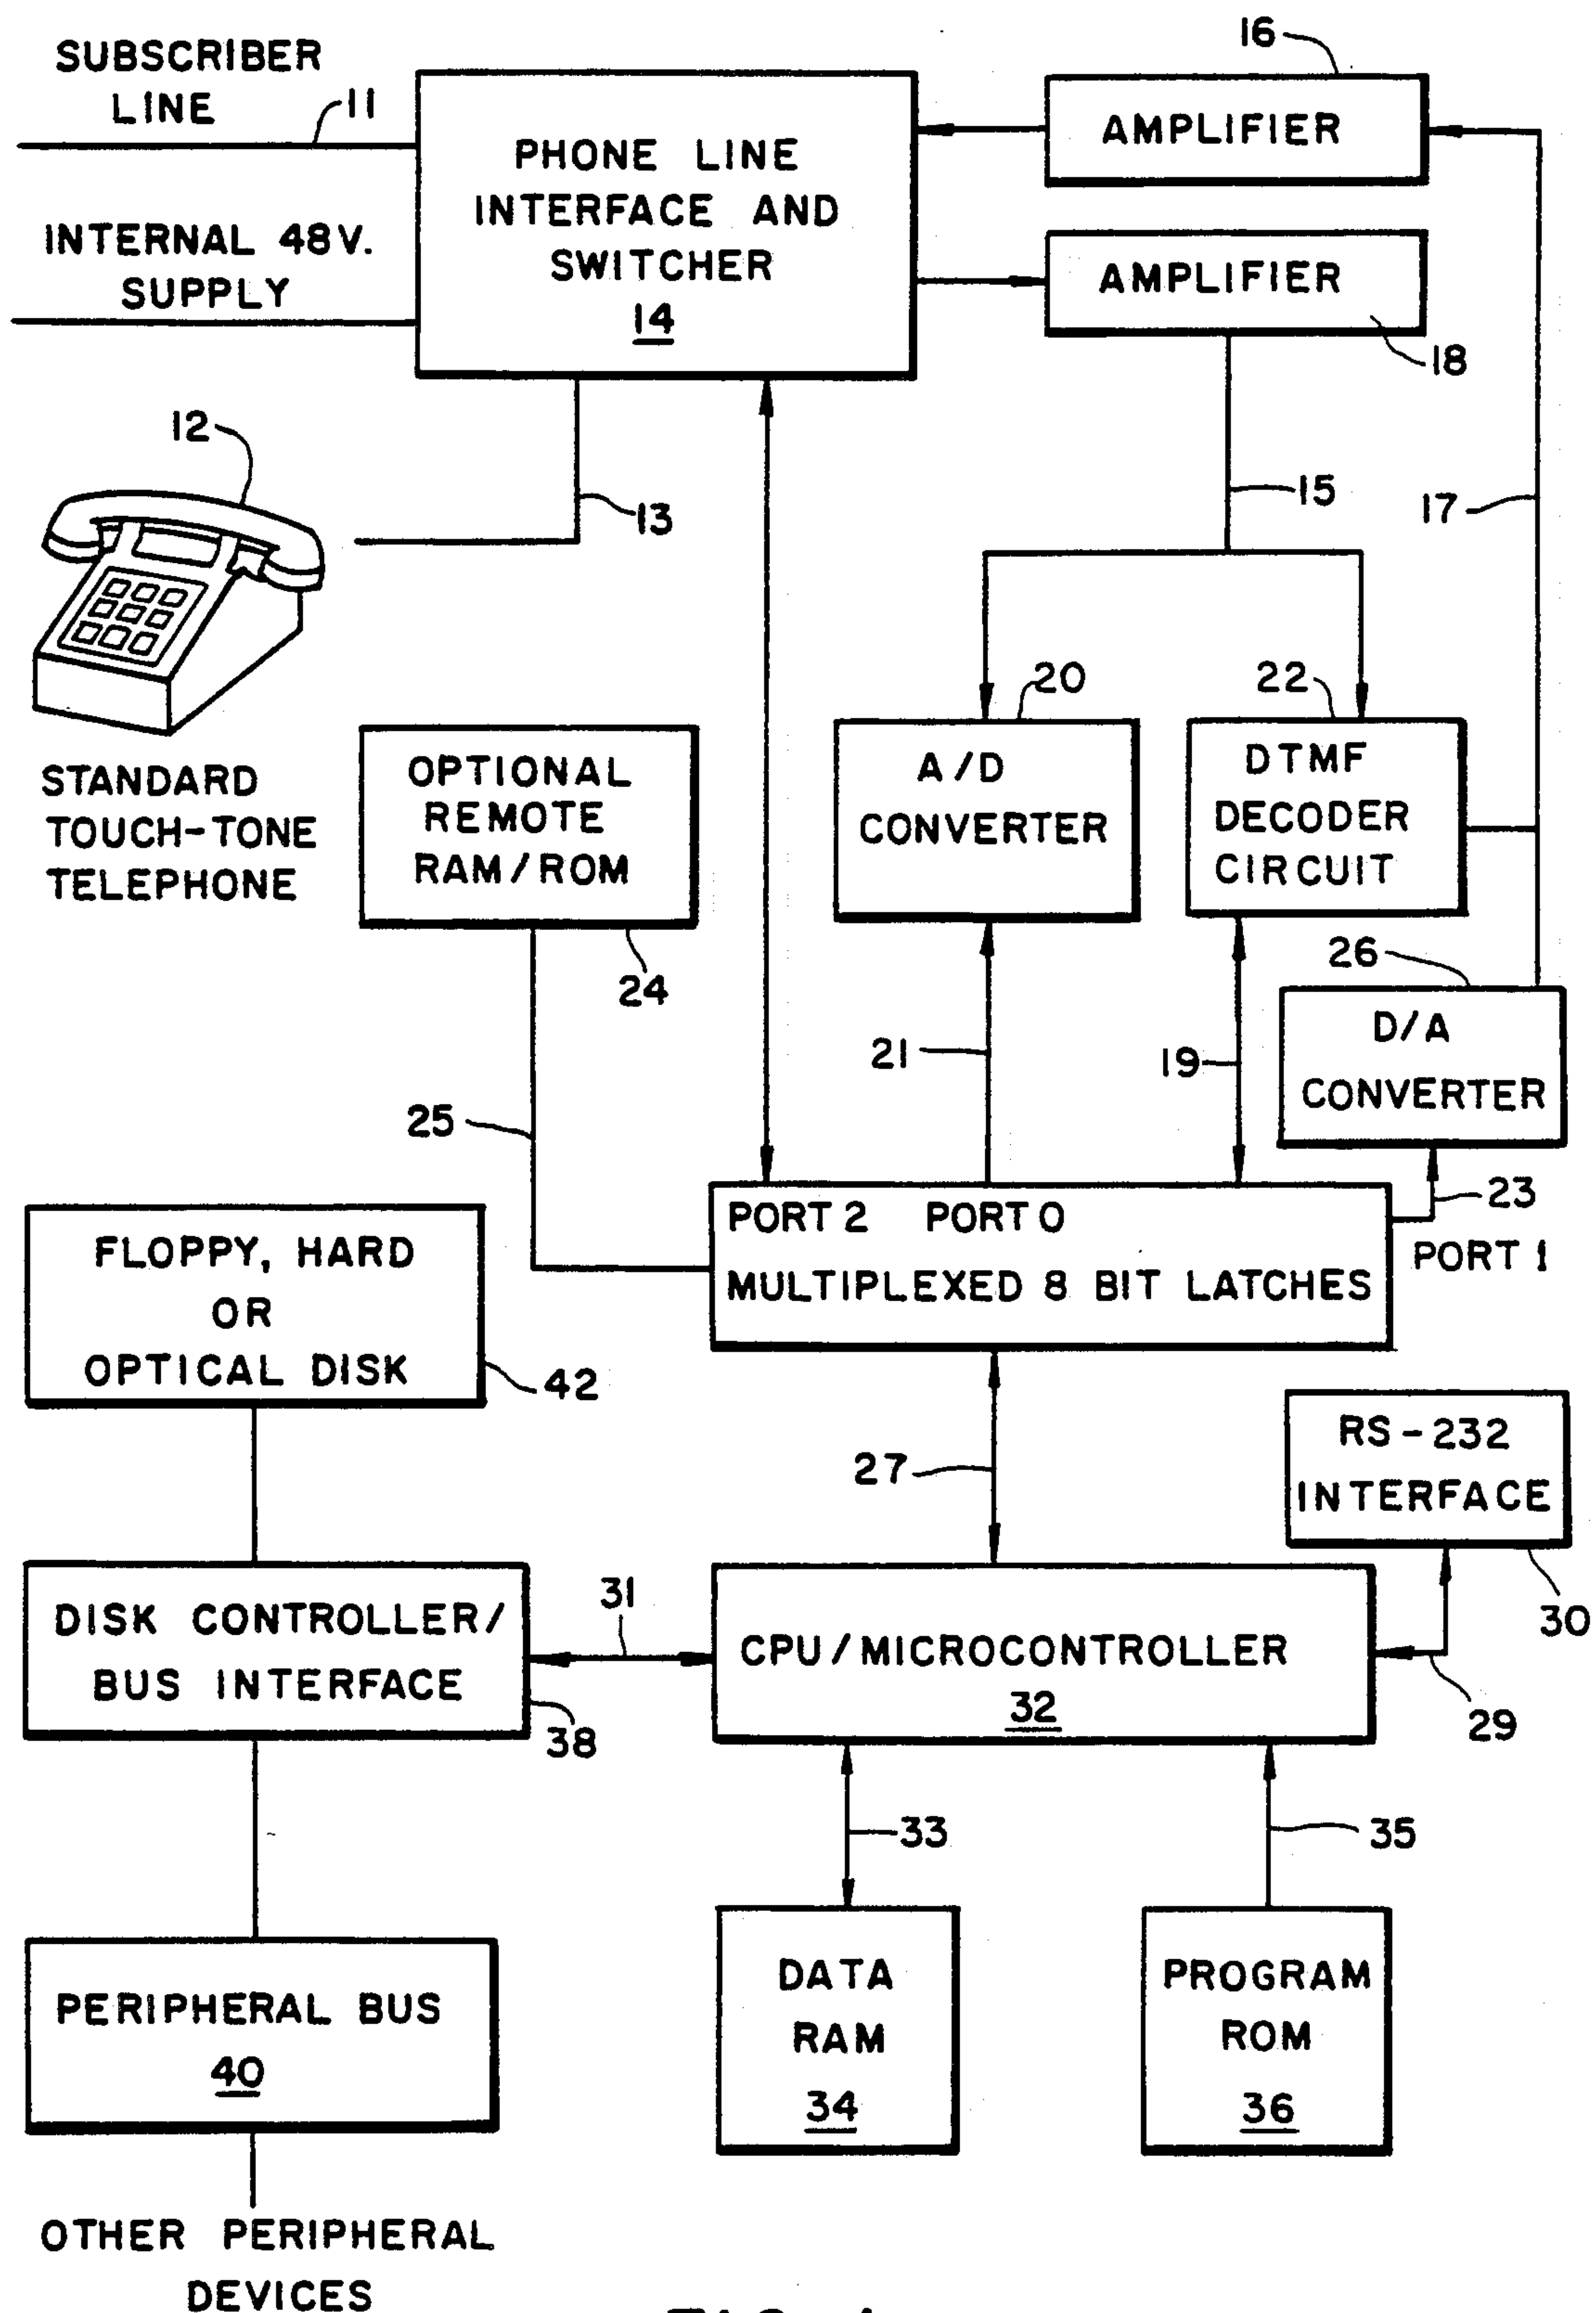 SUBSCRIBER
LINE
11
INTERNAL 48V.
SUPPLY
PHONE LINE
INTERFACE AND
SWITCHER
14
16
AMPLIFIER
AMPLIFIER
18
12
13
15
17
STANDARD
TOUCH-TONE
TELEPHONE
OPTIONAL
REMOTE
RAM/ROM
24
20
A/D
CONVERTER
22
DTMF
DECODER
CIRCUIT
26
D/A
CONVERTER
21
19
25
23
PORT 2 PORT 0
PORT 1
MULTIPLEXED 8 BIT LATCHES
FLOPPY, HARD
OR
OPTICAL DISK
42
27
RS-232
INTERFACE
30
DISK CONTROLLER/
BUS INTERFACE
38
31
CPU/MICROCONTROLLER
32
29
33
35
PERIPHERAL BUS
40
DATA
RAM
34
PROGRAM
ROM
36
OTHER PERIPHERAL
DEVICES